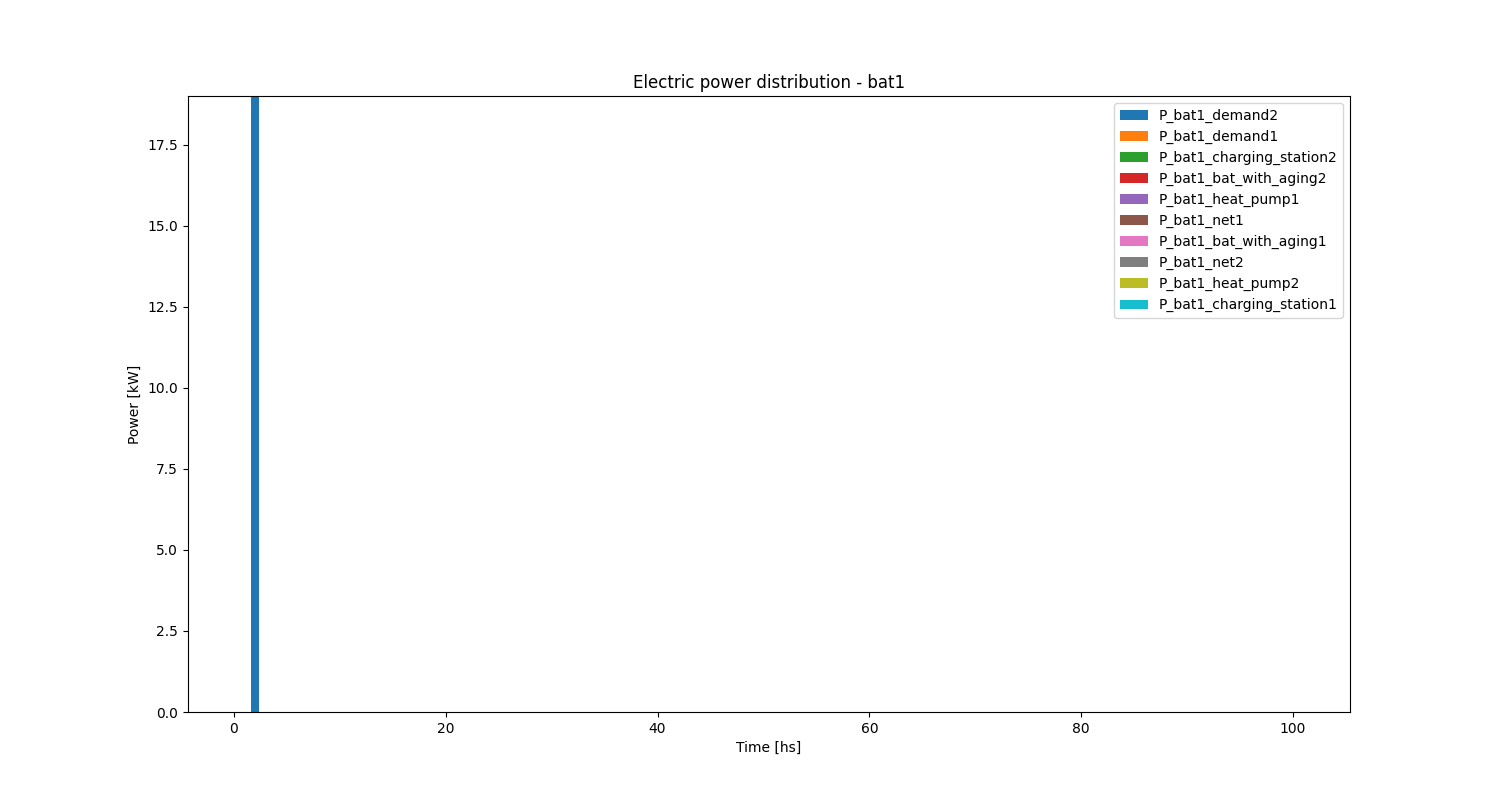 Electric power distribution - bat1
P_bat1_demand2
P_bat1_demand1
P_bat1_charging_station2
P_bat1_bat_with_aging2
P_bat1_heat_pump1
P_bat1_net1
P_bat1_bat_with_aging1
P_bat1_net2
P_bat1_heat_pump2
P_bat1_charging_station1
Power [kW]
17.5
15.0
12.5
10.0
7.5
5.0
2.5
0.0
0 20 40 60 80 100
Time [hs]